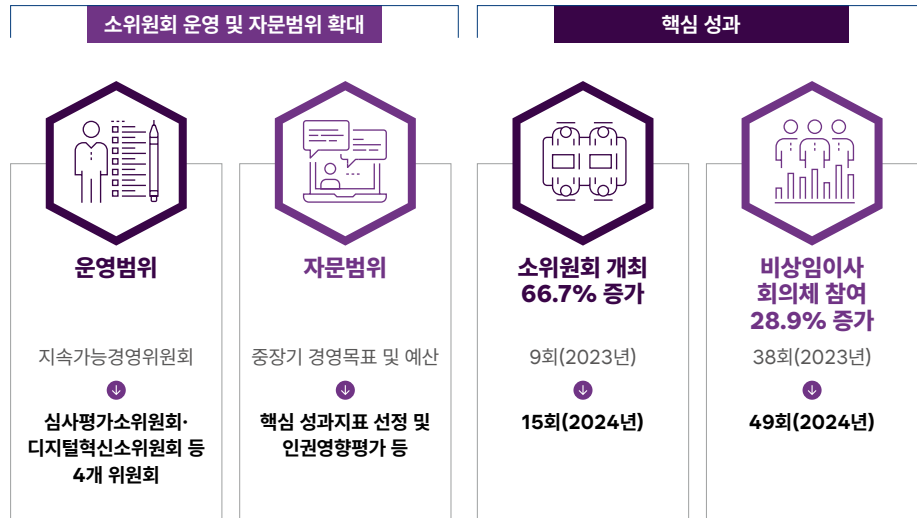 소위원회 운영 및 자문범위 확대
핵심 성과
운영범위
지속가능경영위원회
심사평가소위원회·
디지털혁신소위원회 등
4개 위원회
자문범위
중장기 경영목표 및 예산
핵심 성과지표 선정 및
인권영향평가 등
소위원회 개최
66.7% 증가
9회(2023년)
15회(2024년)
비상임이사
회의체 참여
28.9% 증가
38회(2023년)
49회(2024년)